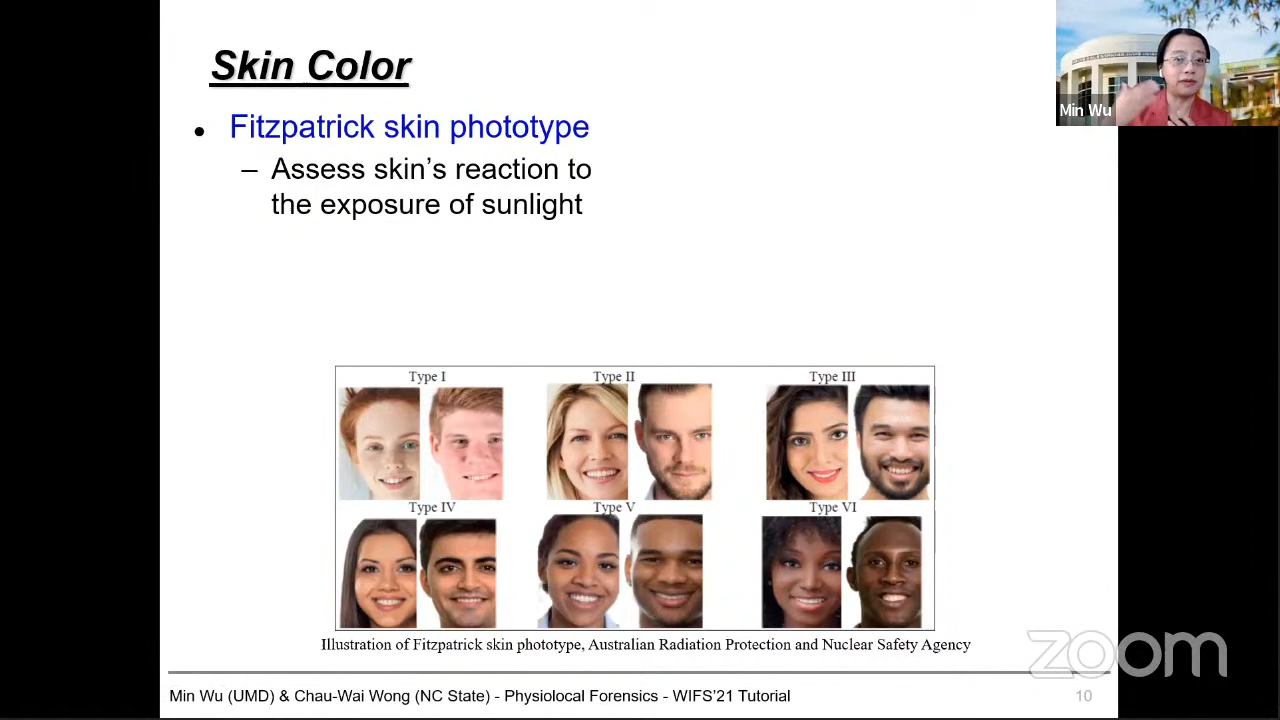 Skin Color
Min Wu
• Fitzpatrick skin phototype
– Assess skin's reaction to
the exposure of sunlight
Type I
Type II
Type III
Type IV
Type V
Type VI
Illustration of Fitzpatrick skin phototype, Australian Radiation Protection and Nuclear Safety Agency
zoom
Min Wu (UMD) & Chau-Wai Wong (NC State) - Physiolocal Forensics - WIFS'21 Tutorial
10